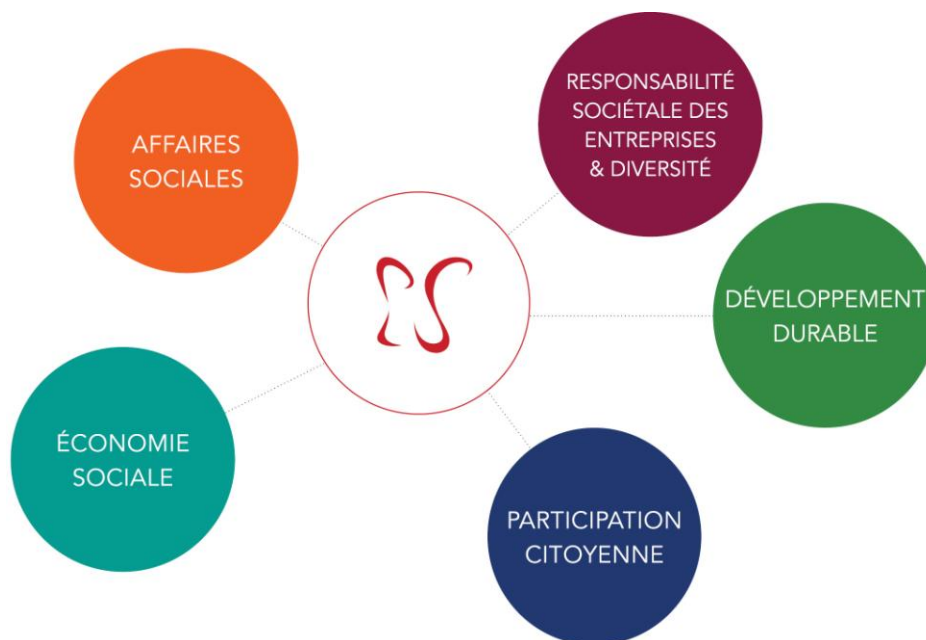 AFFAIRES
SOCIALES
RESPONSABILITÉ
SOCIÉTALE DES
ENTREPRISES
& DIVERSITÉ
DÉVELOPPEMENT
DURABLE
ÉCONOMIE
SOCIALE
PARTICIPATION
CITOYENNE